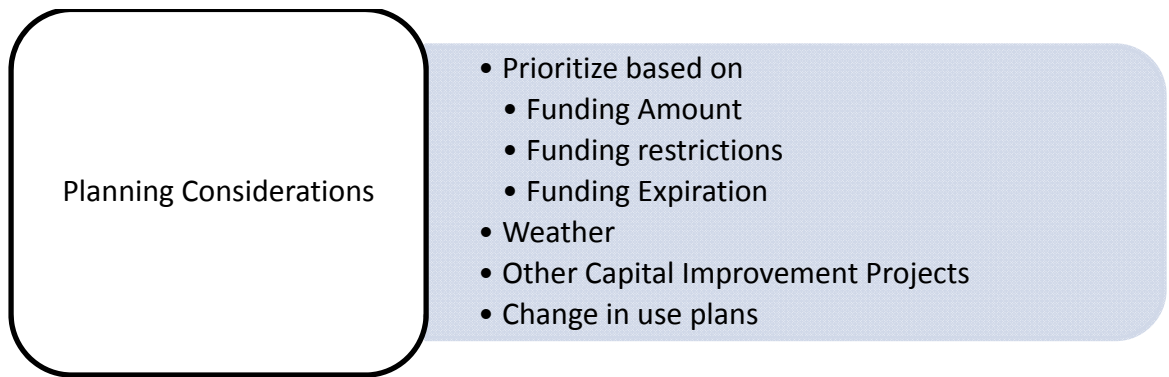 Planning Considerations
• Prioritize based on
• Funding Amount
• Funding restrictions
• Funding Expiration
• Weather
• Other Capital Improvement Projects
• Change in use plans